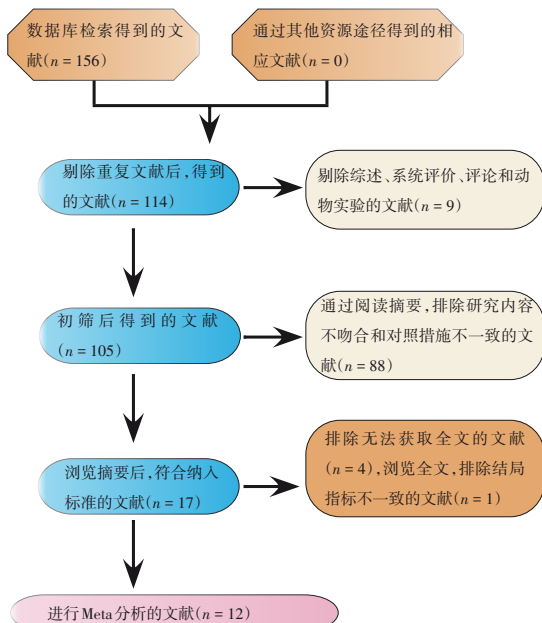 数据库检索得到的文
献(n = 156)
通过其他资源途径得到的相
应文献(n = 0)
剔除重复文献后,得到
的文献(n = 114)
剔除综述、系统评价、评论和动
物实验的文献(n = 9)
初筛后得到的文献
(n = 105)
通过阅读摘要,排除研究内容
不吻合和对照措施不一致的文
献(n = 88)
浏览摘要后,符合纳入
标准的文献(n = 17)
排除无法获取全文的文献
(n = 4),浏览全文,排除结局
指标不一致的文献(n = 1)
进行Meta分析的文献(n = 12)